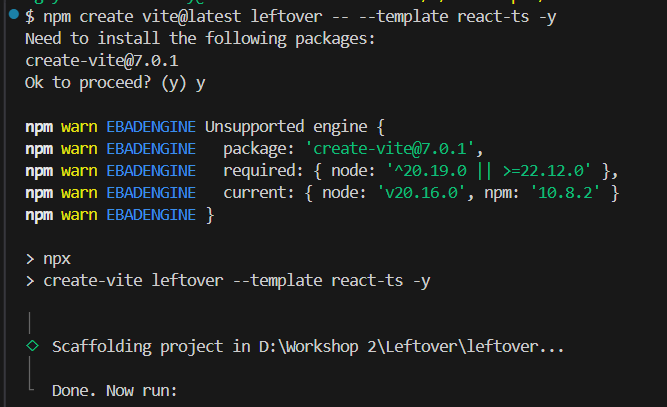 $ npm create vite@latest leftover -- --template react-ts -y
Need to install the following packages:
create-vite@7.0.1
Ok to proceed? (y) y
npm warn EBADENGINE Unsupported engine {
npm warn EBADENGINE   package: 'create-vite@7.0.1',
npm warn EBADENGINE   required: { node: '^20.19.0 || >=22.12.0' },
npm warn EBADENGINE   current: { node: 'v20.16.0', npm: '10.8.2' }
npm warn EBADENGINE }
> npx
> create-vite leftover --template react-ts -y
Scaffolding project in D:\Workshop 2\Leftover\leftover...
Done. Now run: